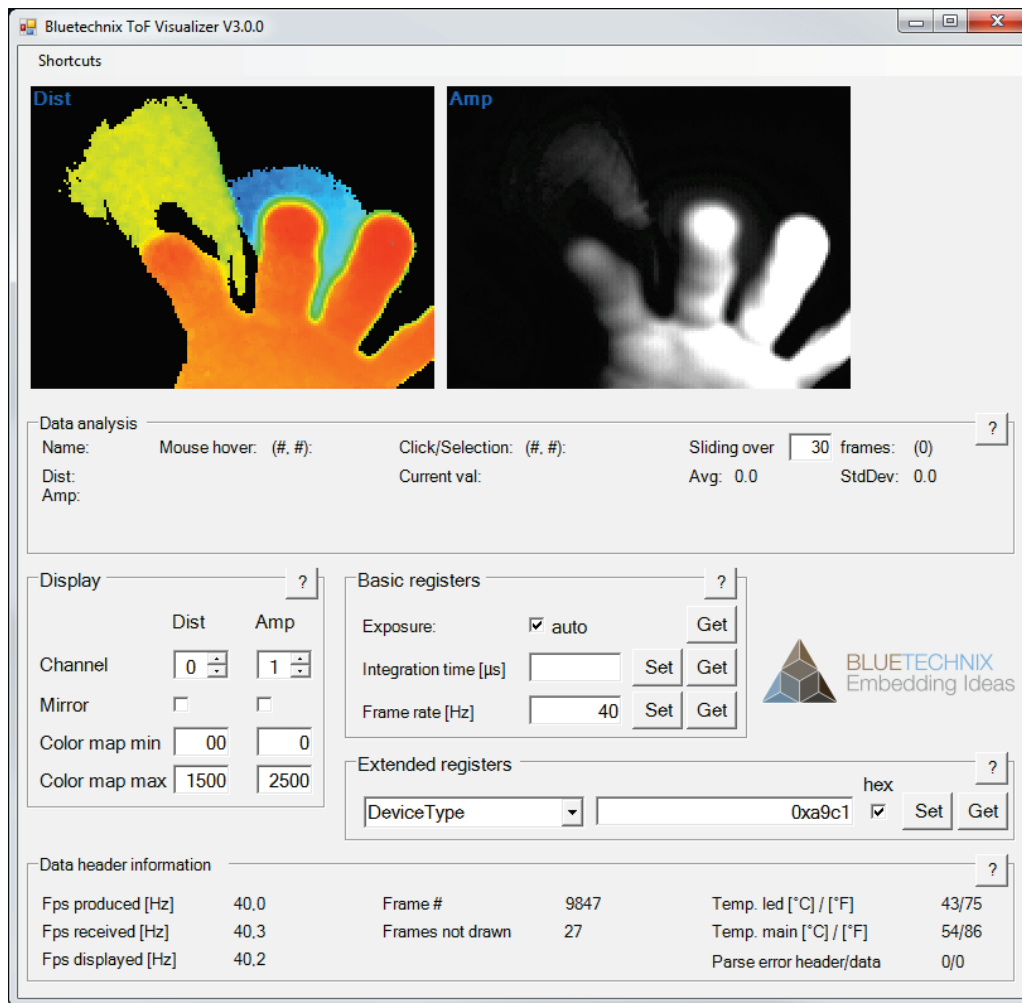 Bluetechnix ToF Visualizer V3.0.0
Shortcuts
Dist
Amp
Data analysis
?
Name: Mouse hover: (#, #): Click/Selection: (#, #): Sliding over 30 frames: (0)
Dist: Current val: Avg: 0.0 StdDev: 0.0
Amp:
Display
?
Dist Amp
Channel 0 1
Mirror
Color map min 00 0
Color map max 1500 2500
Basic registers
?
Exposure: auto Get
Integration time [µs] Set Get
Frame rate [Hz] 40 Set Get
BLUETECHNIX
Embedding Ideas
Extended registers
?
hex
DeviceType 0xa9c1 Set Get
Data header information
?
Fps produced [Hz] 40,0 Frame # 9847 Temp. led [°C] / [°F] 43/75
Fps received [Hz] 40,3 Frames not drawn 27 Temp. main [°C] / [°F] 54/86
Fps displayed [Hz] 40,2 Parse error header/data 0/0